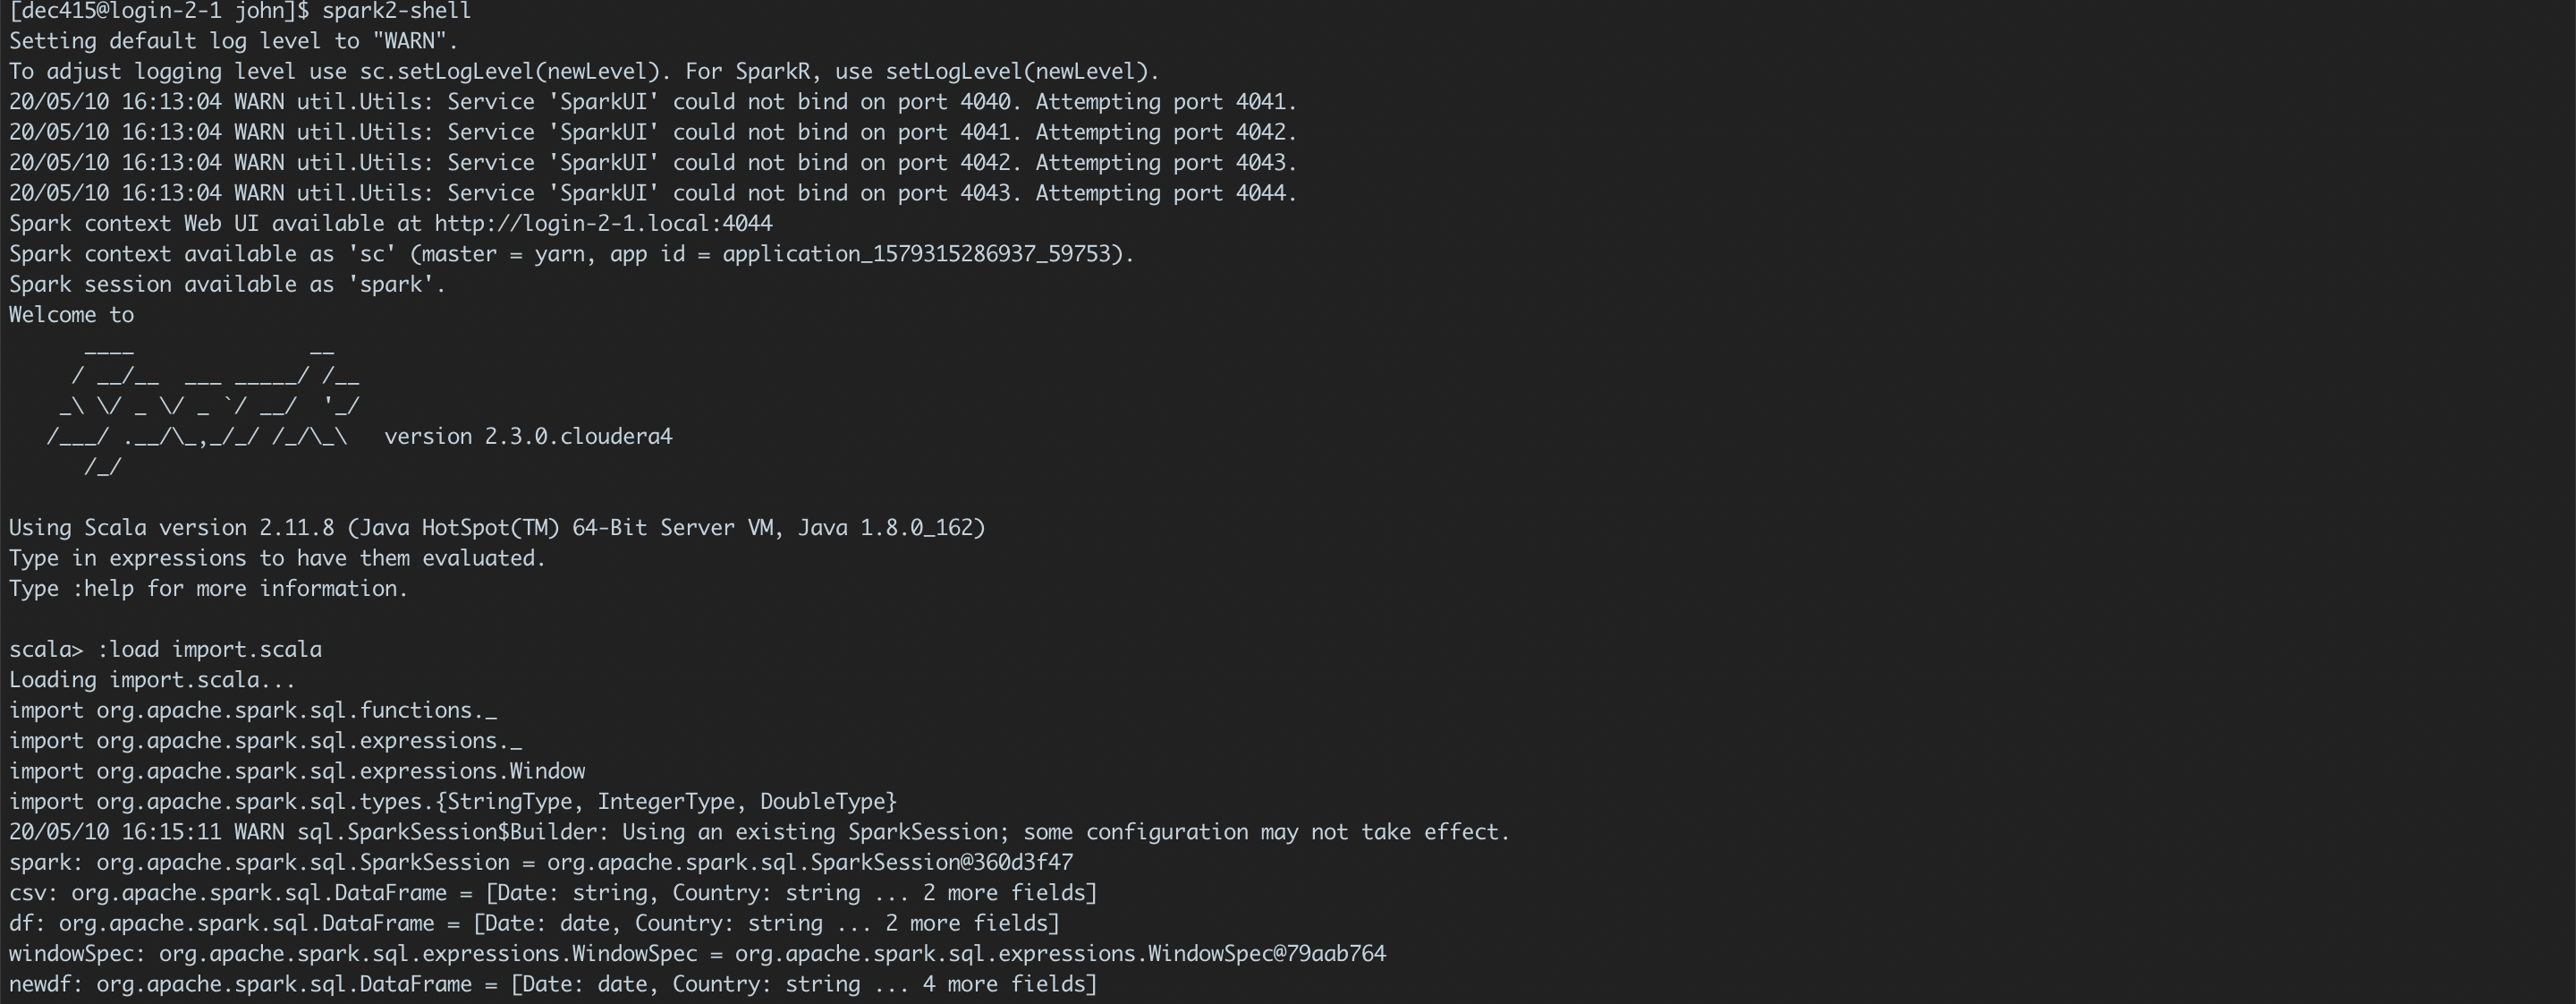 [dec415@login-2-1 john]$ spark2-shell
Setting default log level to "WARN".
To adjust logging level use sc.setLogLevel(newLevel). For SparkR, use setLogLevel(newLevel).
20/05/10 16:13:04 WARN util.Utils: Service 'SparkUI' could not bind on port 4040. Attempting port 4041.
20/05/10 16:13:04 WARN util.Utils: Service 'SparkUI' could not bind on port 4041. Attempting port 4042.
20/05/10 16:13:04 WARN util.Utils: Service 'SparkUI' could not bind on port 4042. Attempting port 4043.
20/05/10 16:13:04 WARN util.Utils: Service 'SparkUI' could not bind on port 4043. Attempting port 4044.
Spark context Web UI available at http://login-2-1.local:4044
Spark context available as 'sc' (master = yarn, app id = application_1579315286937_59753).
Spark session available as 'spark'.
Welcome to
      ____              __
     / __/__  ___ _____/ /__
    _\ \/ _ \/ _ `/ __/  '_/
   /___/ .__/\_,_/_/ /_/\_\   version 2.3.0.cloudera4
      /_/
Using Scala version 2.11.8 (Java HotSpot(TM) 64-Bit Server VM, Java 1.8.0_162)
Type in expressions to have them evaluated.
Type :help for more information.
scala> :load import.scala
Loading import.scala...
import org.apache.spark.sql.functions._
import org.apache.spark.sql.expressions._
import org.apache.spark.sql.expressions.Window
import org.apache.spark.sql.types.{StringType, IntegerType, DoubleType}
20/05/10 16:15:11 WARN sql.SparkSession$Builder: Using an existing SparkSession; some configuration may not take effect.
spark: org.apache.spark.sql.SparkSession = org.apache.spark.sql.SparkSession@360d3f47
csv: org.apache.spark.sql.DataFrame = [Date: string, Country: string ... 2 more fields]
df: org.apache.spark.sql.DataFrame = [Date: date, Country: string ... 2 more fields]
windowSpec: org.apache.spark.sql.expressions.WindowSpec = org.apache.spark.sql.expressions.WindowSpec@79aab764
newdf: org.apache.spark.sql.DataFrame = [Date: date, Country: string ... 4 more fields]